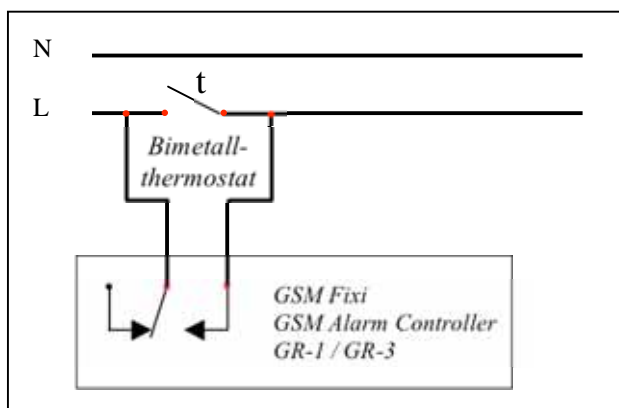 N
t
L
Bimetall-
thermostat
GSM Fixi
GSM Alarm Controller
GR-1 / GR-3